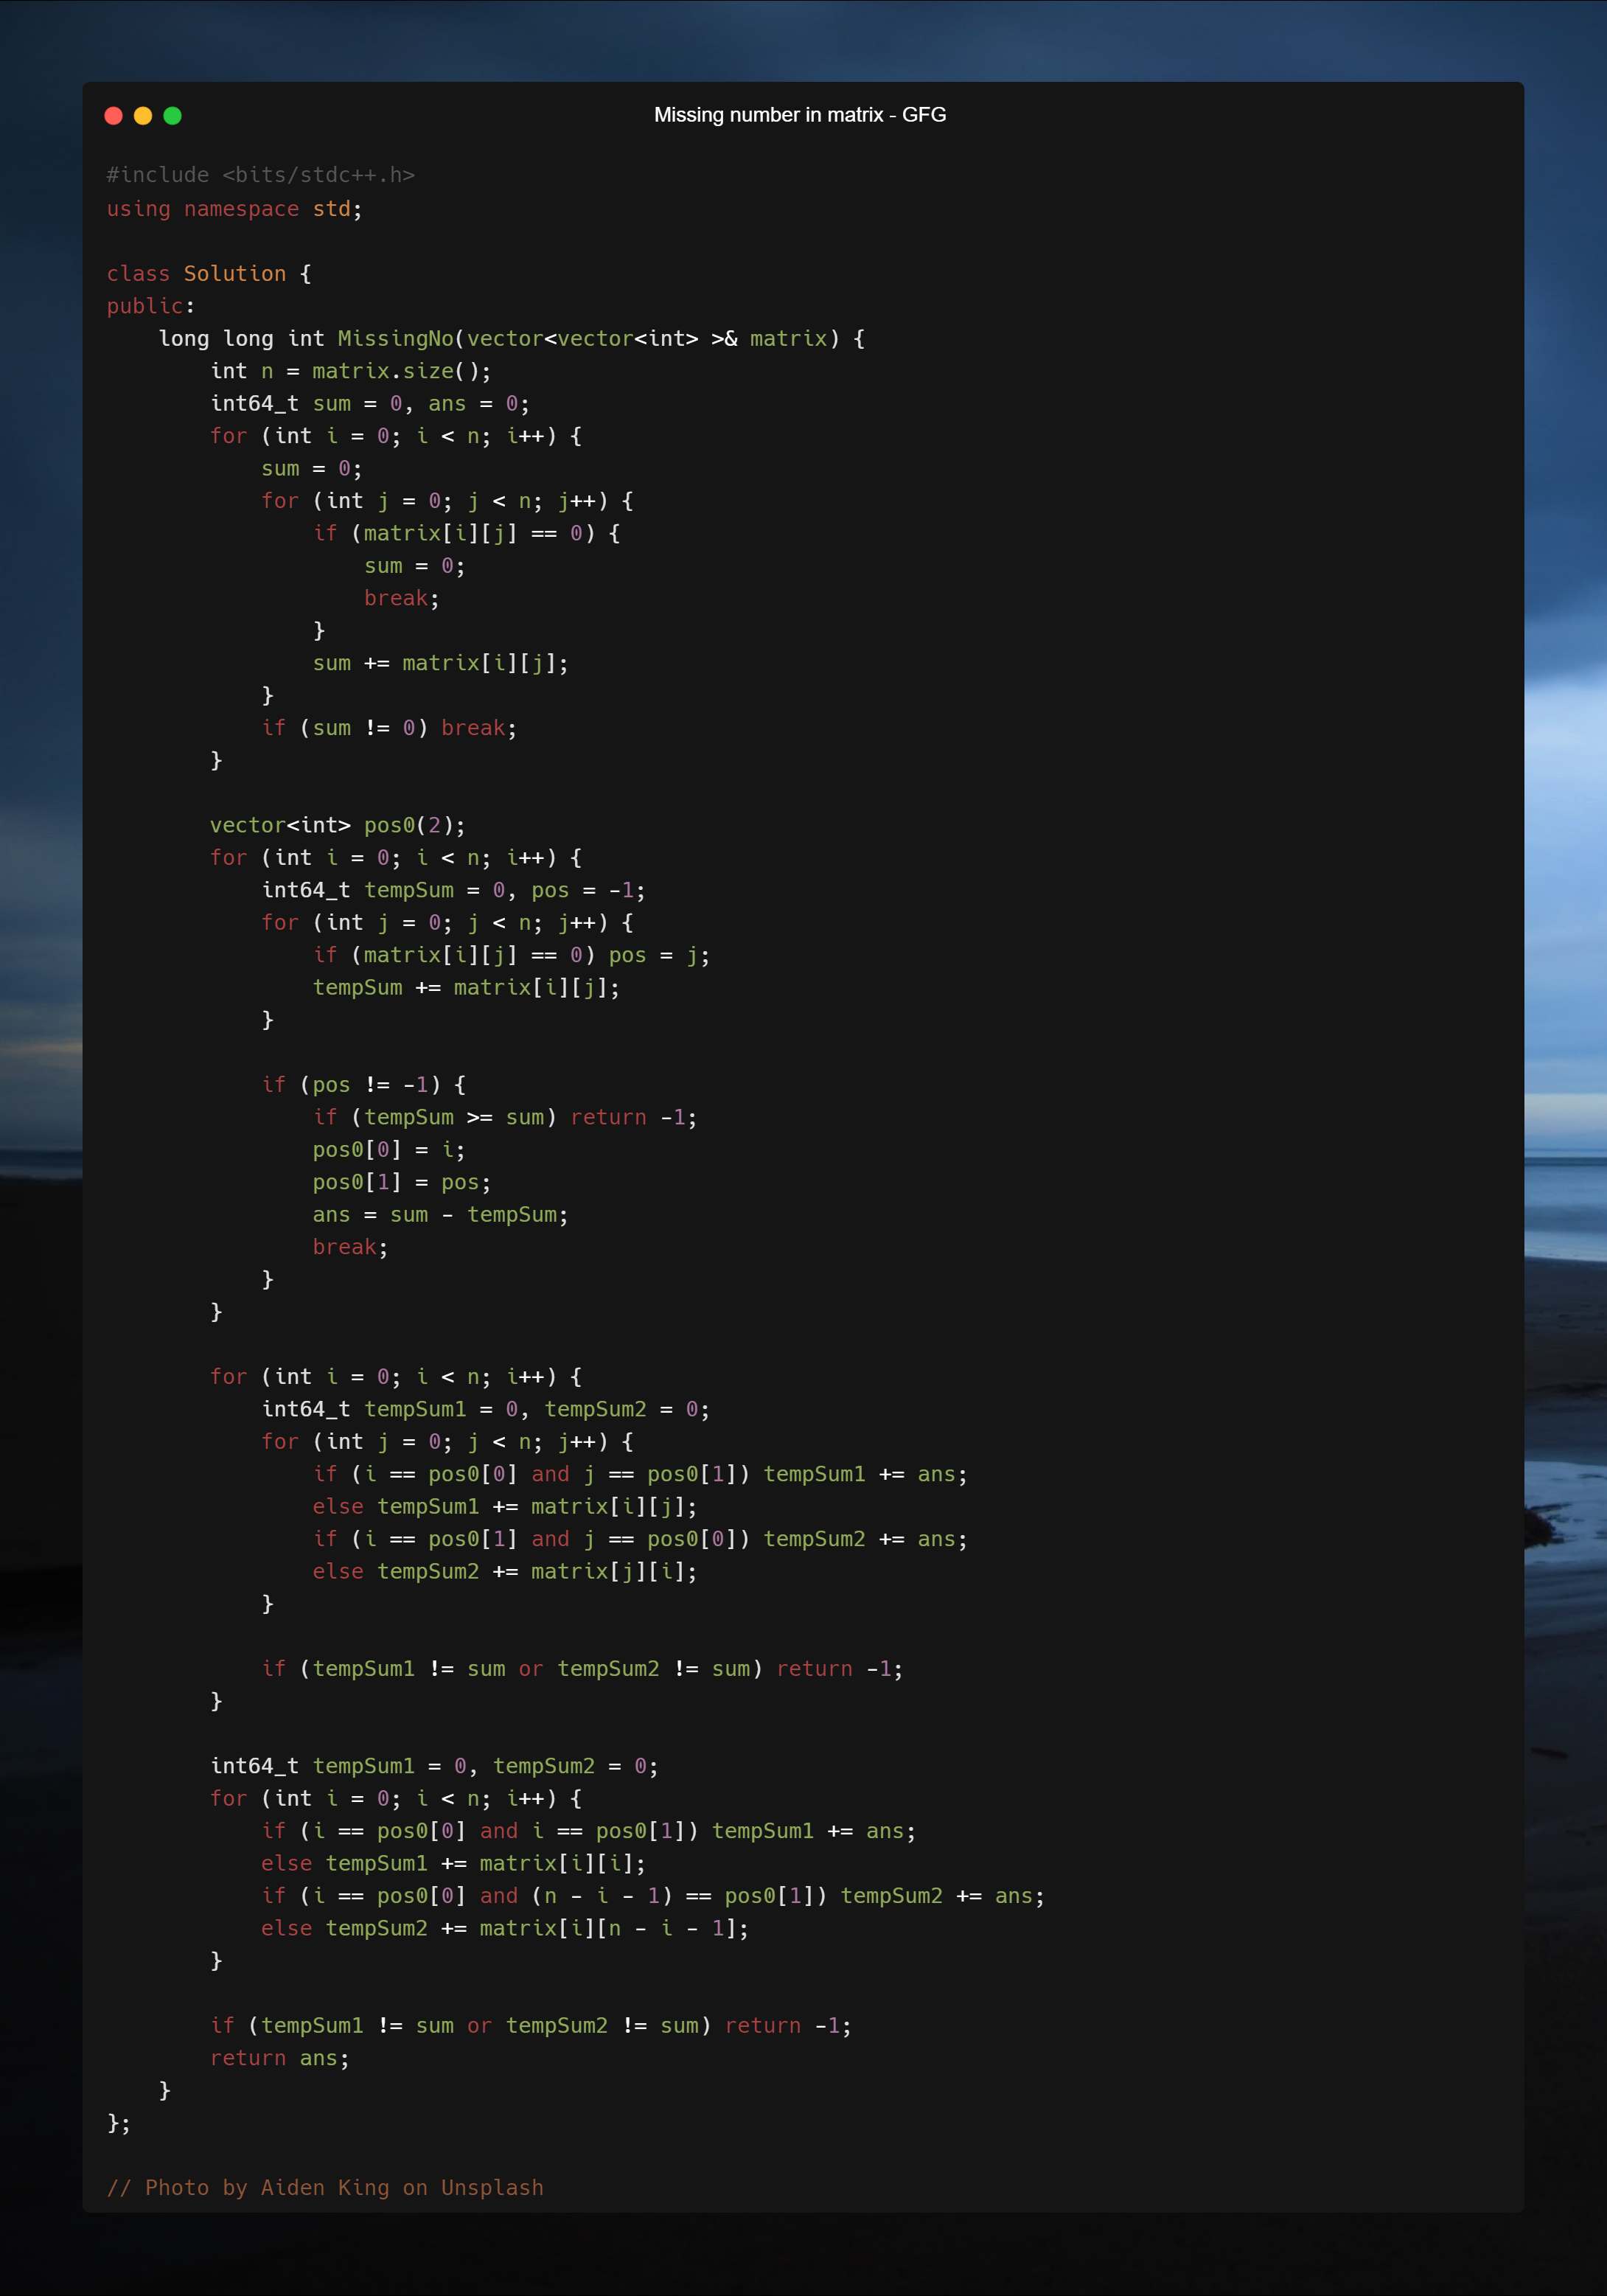 Missing number in matrix - GFG
#include <bits/stdc++.h>
using namespace std;

class Solution {
public:
    long long int MissingNo(vector<vector<int> >& matrix) {
        int n = matrix.size();
        int64_t sum = 0, ans = 0;
        for (int i = 0; i < n; i++) {
            sum = 0;
            for (int j = 0; j < n; j++) {
                if (matrix[i][j] == 0) {
                    sum = 0;
                    break;
                }
                sum += matrix[i][j];
            }
            if (sum != 0) break;
        }

        vector<int> pos0(2);
        for (int i = 0; i < n; i++) {
            int64_t tempSum = 0, pos = -1;
            for (int j = 0; j < n; j++) {
                if (matrix[i][j] == 0) pos = j;
                tempSum += matrix[i][j];
            }

            if (pos != -1) {
                if (tempSum >= sum) return -1;
                pos0[0] = i;
                pos0[1] = pos;
                ans = sum - tempSum;
                break;
            }
        }

        for (int i = 0; i < n; i++) {
            int64_t tempSum1 = 0, tempSum2 = 0;
            for (int j = 0; j < n; j++) {
                if (i == pos0[0] and j == pos0[1]) tempSum1 += ans;
                else tempSum1 += matrix[i][j];
                if (i == pos0[1] and j == pos0[0]) tempSum2 += ans;
                else tempSum2 += matrix[j][i];
            }

            if (tempSum1 != sum or tempSum2 != sum) return -1;
        }

        int64_t tempSum1 = 0, tempSum2 = 0;
        for (int i = 0; i < n; i++) {
            if (i == pos0[0] and i == pos0[1]) tempSum1 += ans;
            else tempSum1 += matrix[i][i];
            if (i == pos0[0] and (n - i - 1) == pos0[1]) tempSum2 += ans;
            else tempSum2 += matrix[i][n - i - 1];
        }

        if (tempSum1 != sum or tempSum2 != sum) return -1;
        return ans;
    }
};

// Photo by Aiden King on Unsplash